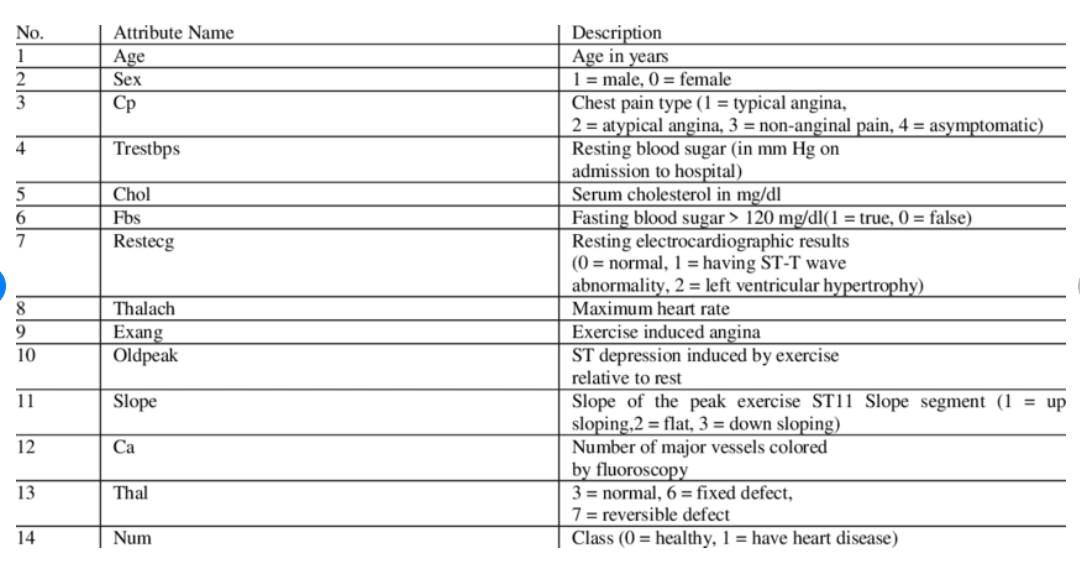 No. Attribute Name Description
1 Age Age in years
2 Sex 1 = male, 0 = female
3 Cp Chest pain type (1 = typical angina,
2 = atypical angina, 3 = non-anginal pain, 4 = asymptomatic)
4 Trestbps Resting blood sugar (in mm Hg on
admission to hospital)
5 Chol Serum cholesterol in mg/dl
6 Fbs Fasting blood sugar > 120 mg/dl(1 = true, 0 = false)
7 Restecg Resting electrocardiographic results
(0 = normal, 1 = having ST-T wave
abnormality, 2 = left ventricular hypertrophy)
8 Thalach Maximum heart rate
9 Exang Exercise induced angina
10 Oldpeak ST depression induced by exercise
relative to rest
11 Slope Slope of the peak exercise ST11 Slope segment (1 = up
sloping,2 = flat, 3 = down sloping)
12 Ca Number of major vessels colored
by fluoroscopy
13 Thal 3 = normal, 6 = fixed defect,
7 = reversible defect
14 Num Class (0 = healthy, 1 = have heart disease)